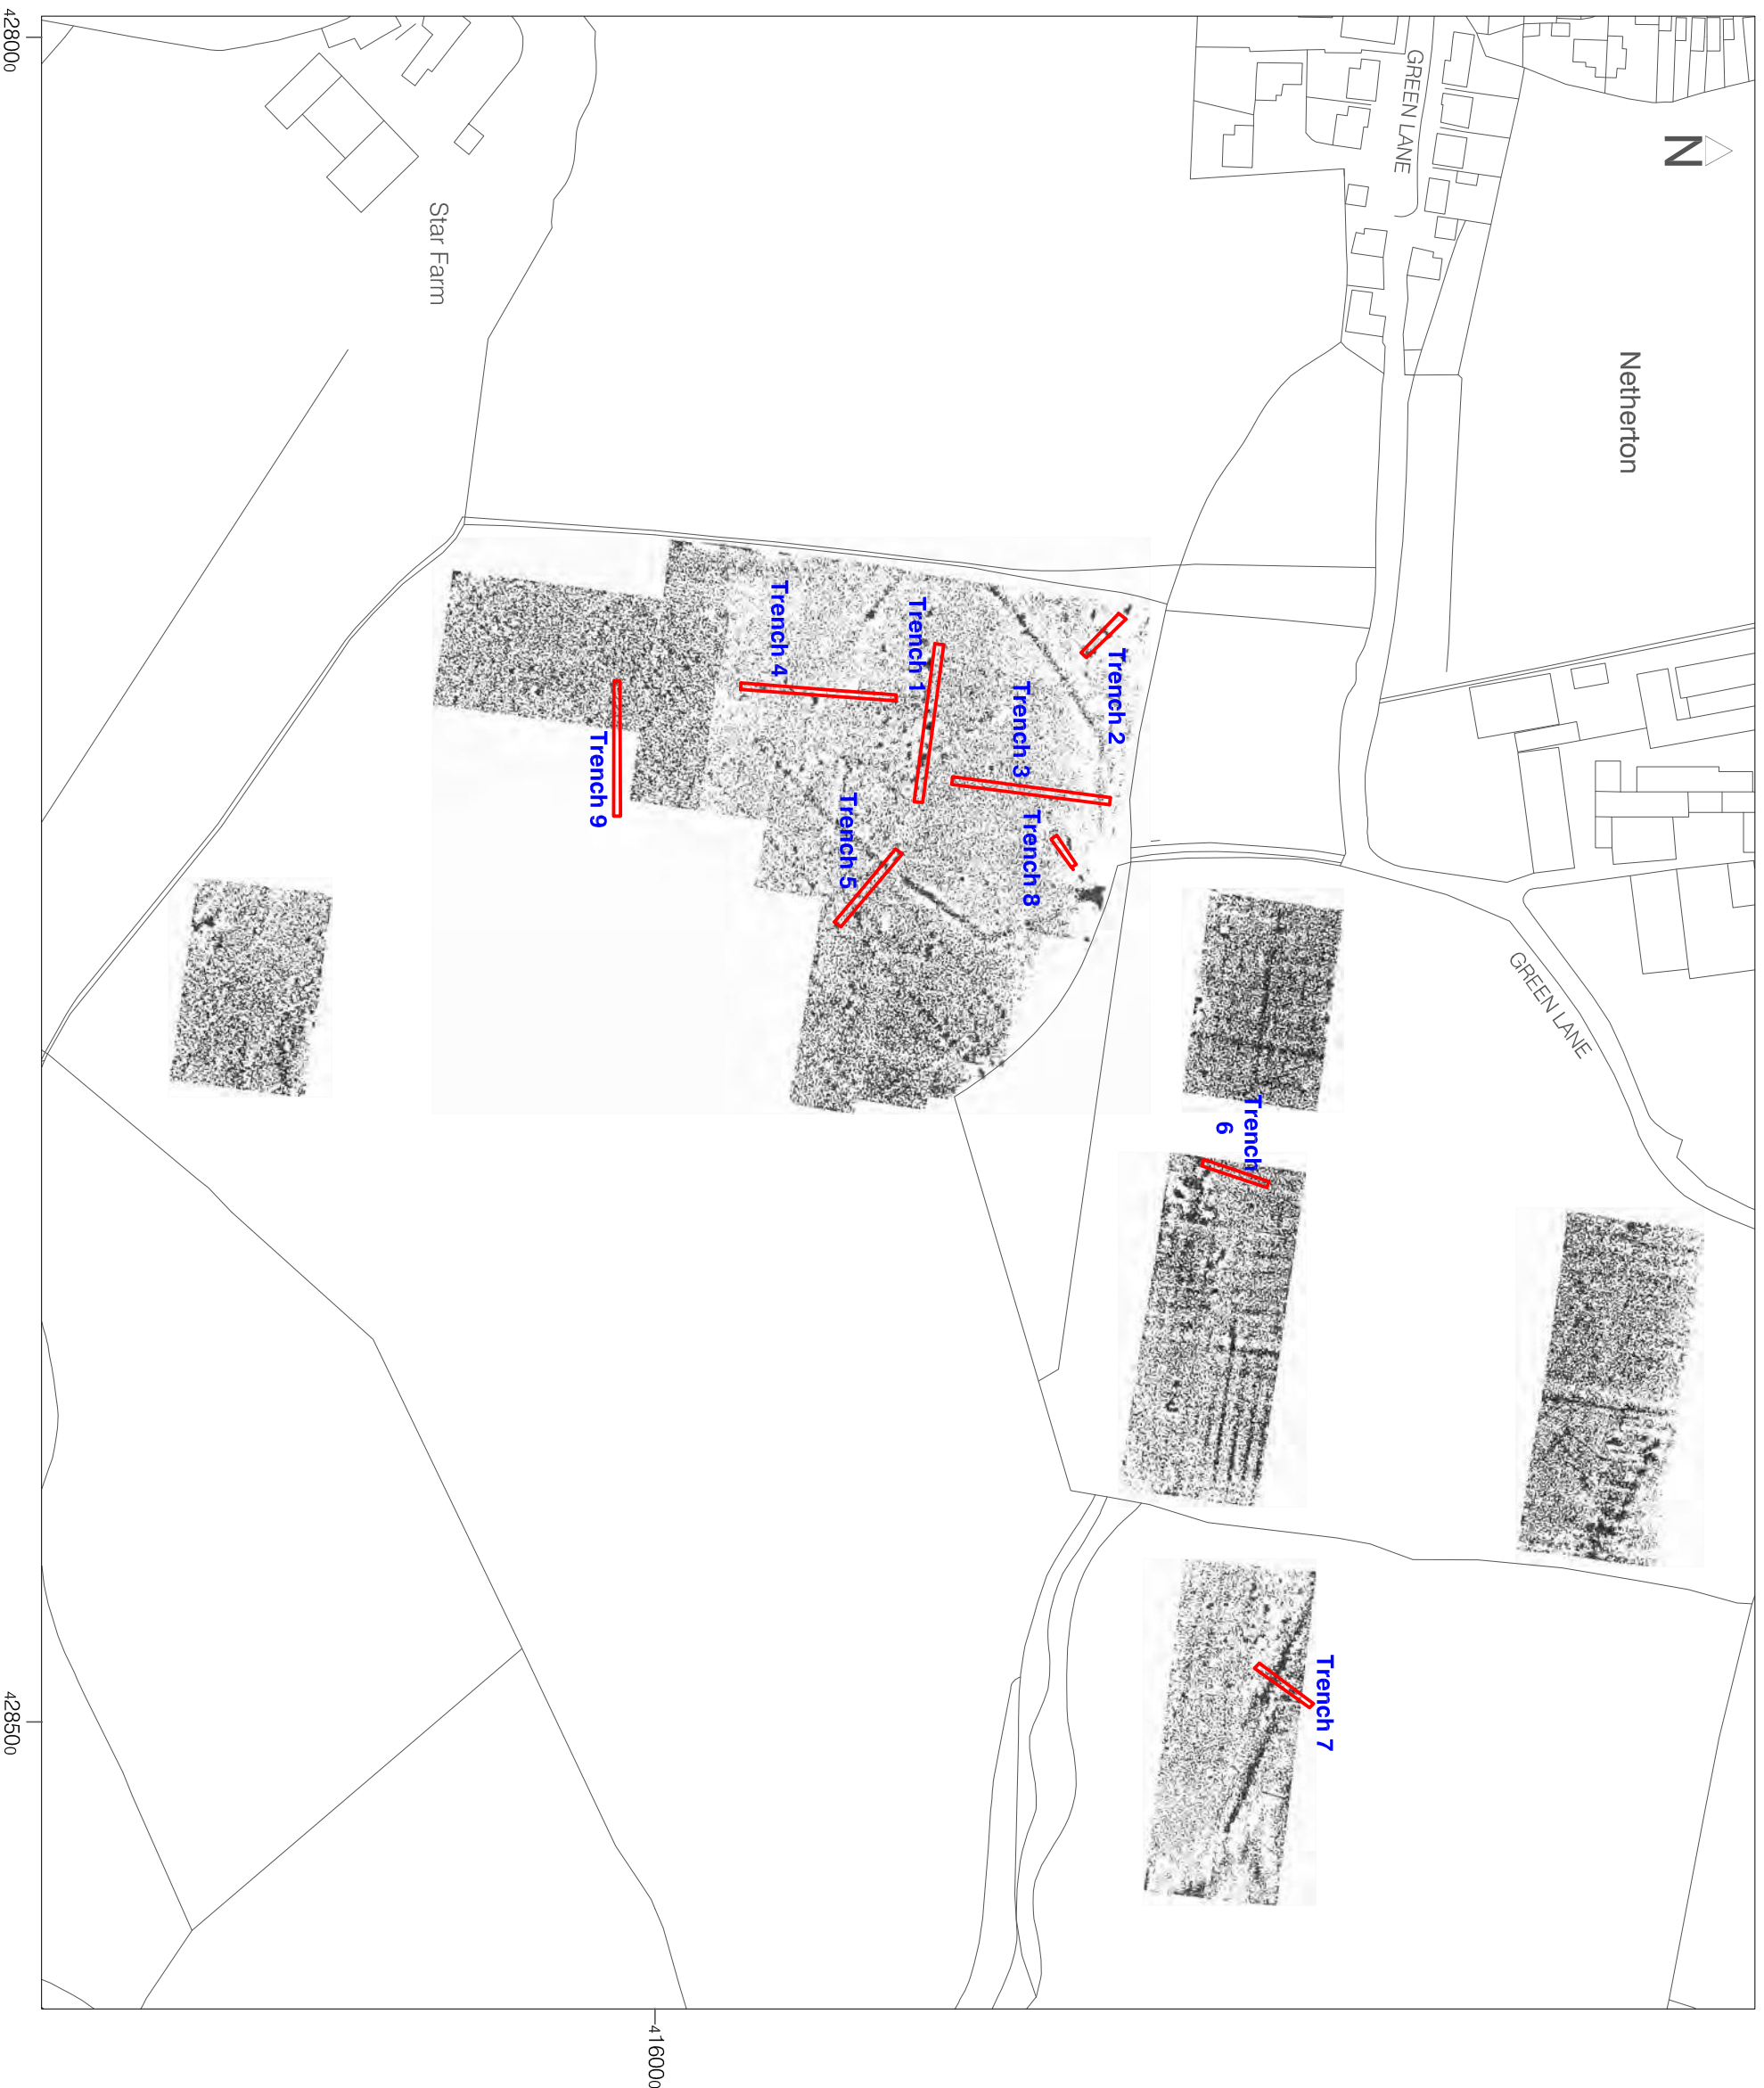 N
Netherton
GREEN LANE
GREEN LANE
Star Farm
Trench 2
Trench 3
Trench 1
Trench 4
Trench 8
Trench 5
Trench 9
Trench
6
Trench 7
428000
428500
416000